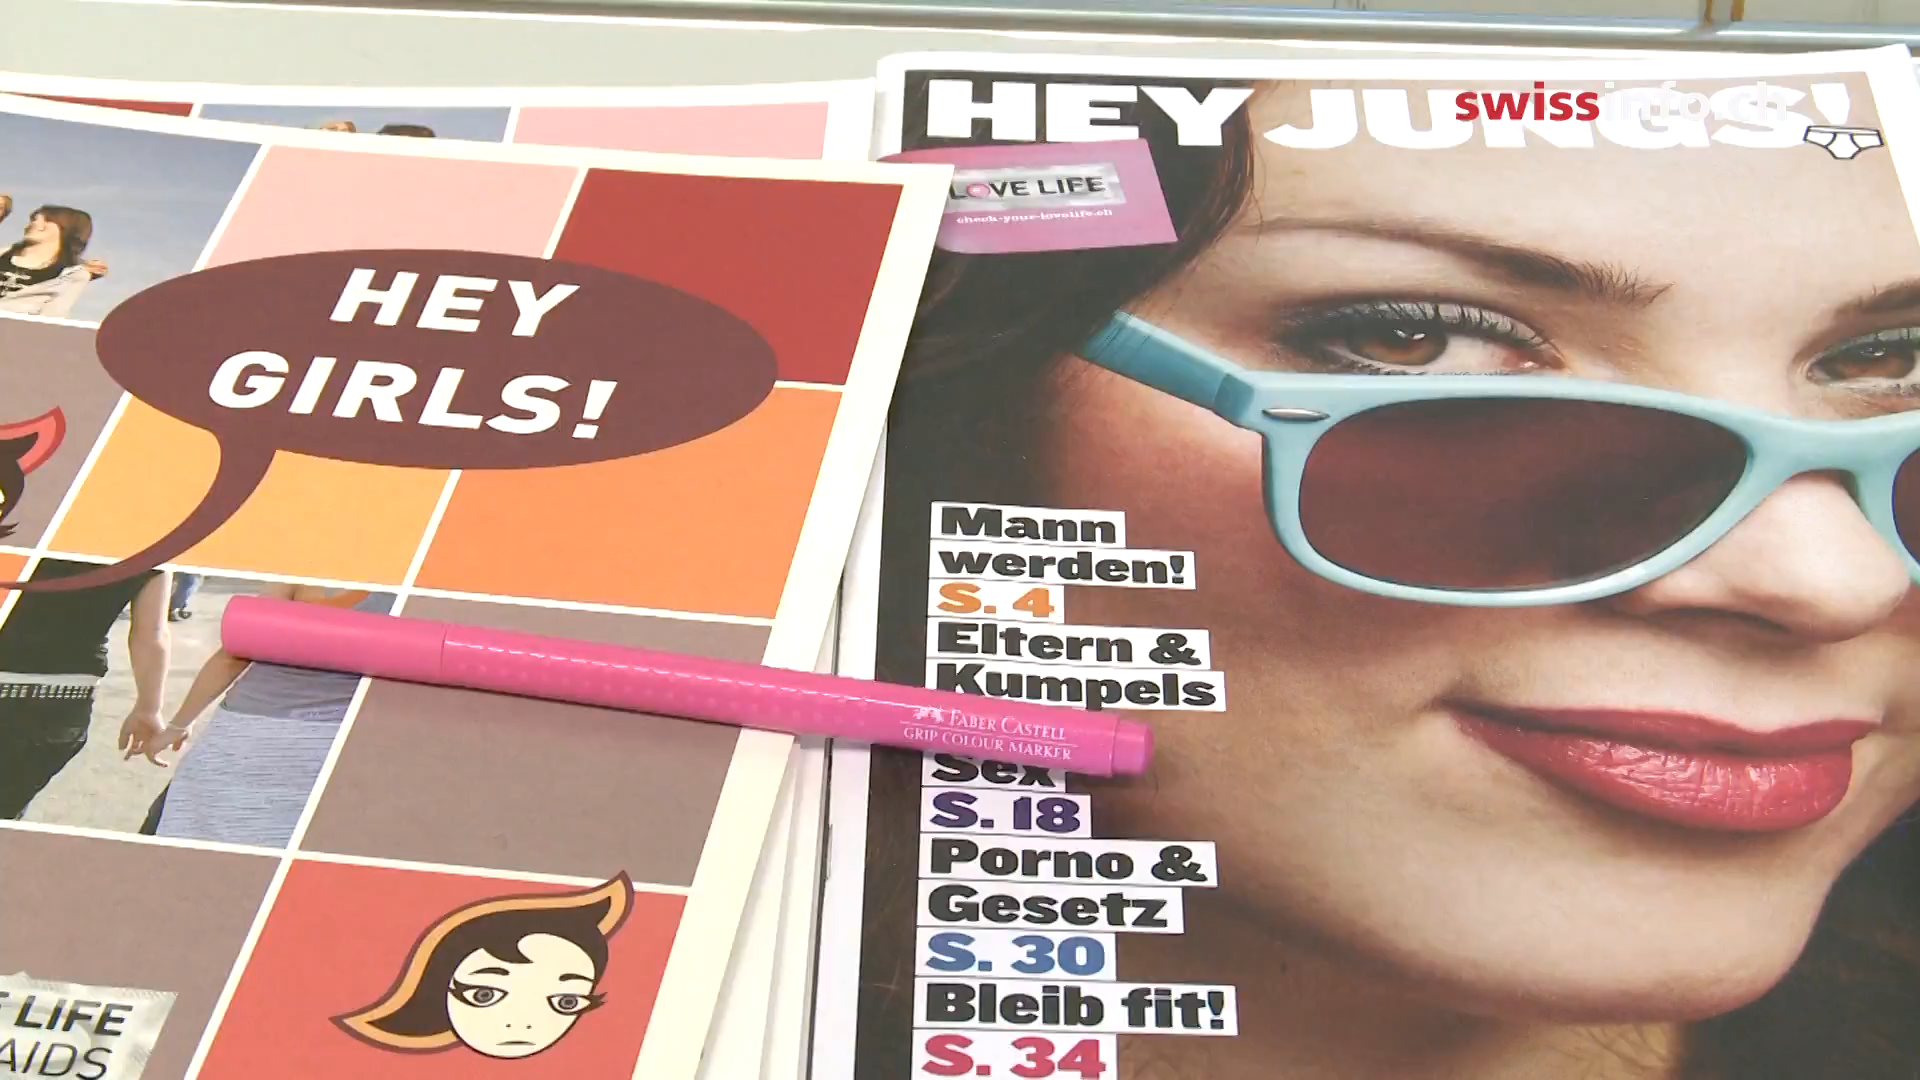 swissinfo.ch
HEY
GIRLS!
LIFE
AIDS
HEY JUNGS!
LOVE LIFE
check-your-lovelife.ch
Mann
werden!
S. 4
Eltern &
Kumpels
Sex
S. 18
Porno &
Gesetz
S. 30
Bleib fit!
S. 34
FABER CASTELL
GRIP COLOUR MARKER